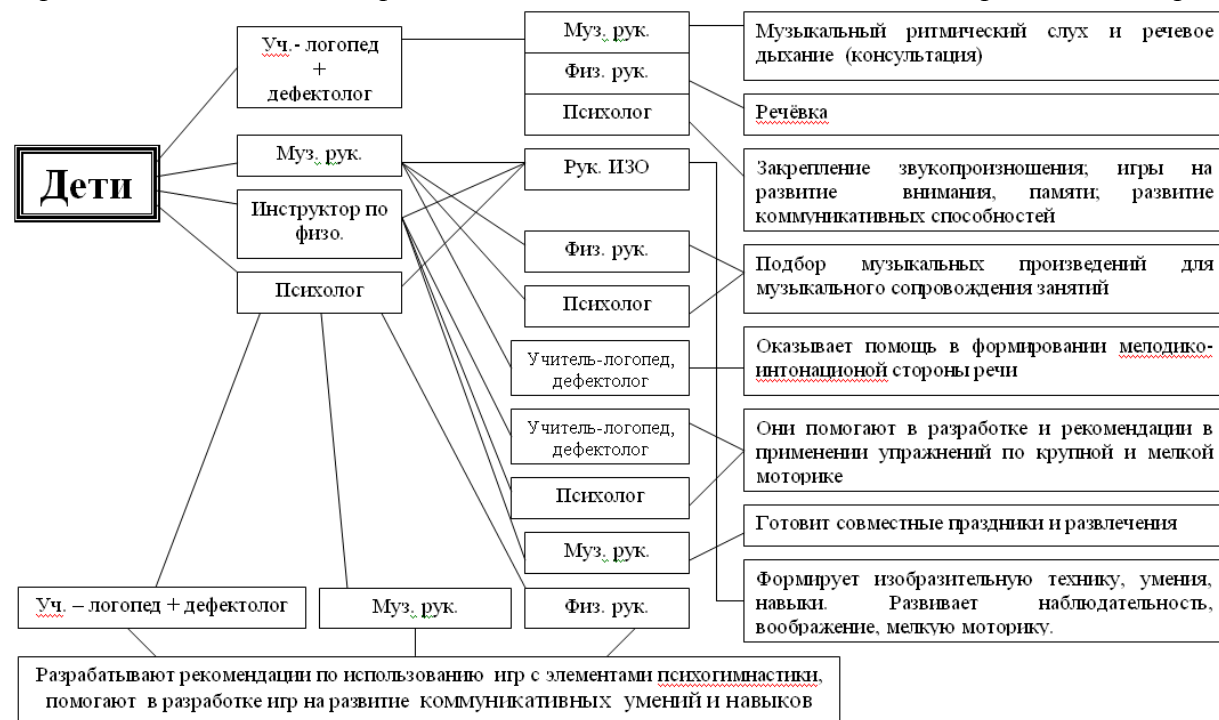 Дети
Уч.- логопед
+
дефектолог
Муз. рук.
Инструктор по
физо.
Психолог
Муз. рук.
Физ. рук.
Психолог
Рук. ИЗО
Физ. рук.
Психолог
Учитель-логопед,
дефектолог
Учитель-логопед,
дефектолог
Психолог
Муз. рук.
Музыкальный ритмический слух и речевое
дыхание (консультация)
Речёвка
Закрепление звукопроизношения; игры на
развитие внимания, памяти; развитие
коммуникативных способностей
Подбор музыкальных произведений для
музыкального сопровождения занятий
Оказывает помощь в формировании мелодико-
интонационой стороны речи
Они помогают в разработке и рекомендации в
применении упражнений по крупной и мелкой
моторике
Готовит совместные праздники и развлечения
Формирует изобразительную технику, умения,
навыки. Развивает наблюдательность,
воображение, мелкую моторику.
Уч. – логопед + дефектолог
Муз. рук.
Физ. рук.
Разрабатывают рекомендации по использованию игр с элементами психогимнастики,
помогают в разработке игр на развитие коммуникативных умений и навыков